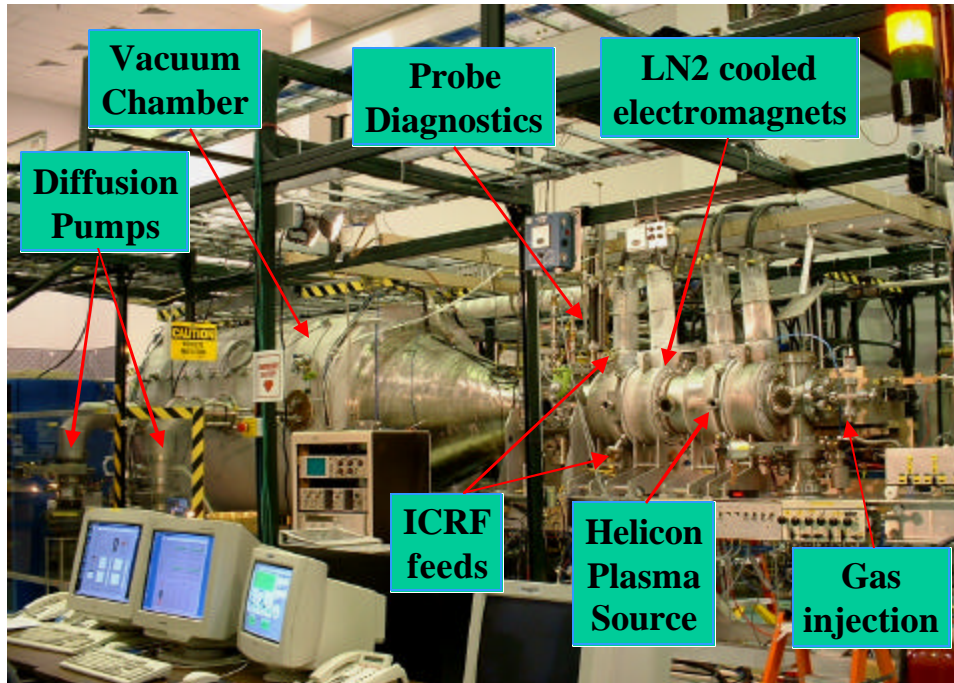 Vacuum
Chamber
Probe
Diagnostics
LN2 cooled
electromagnets
Diffusion
Pumps
CAUTION
ICRF
feeds
Helicon
Plasma
Source
Gas
injection